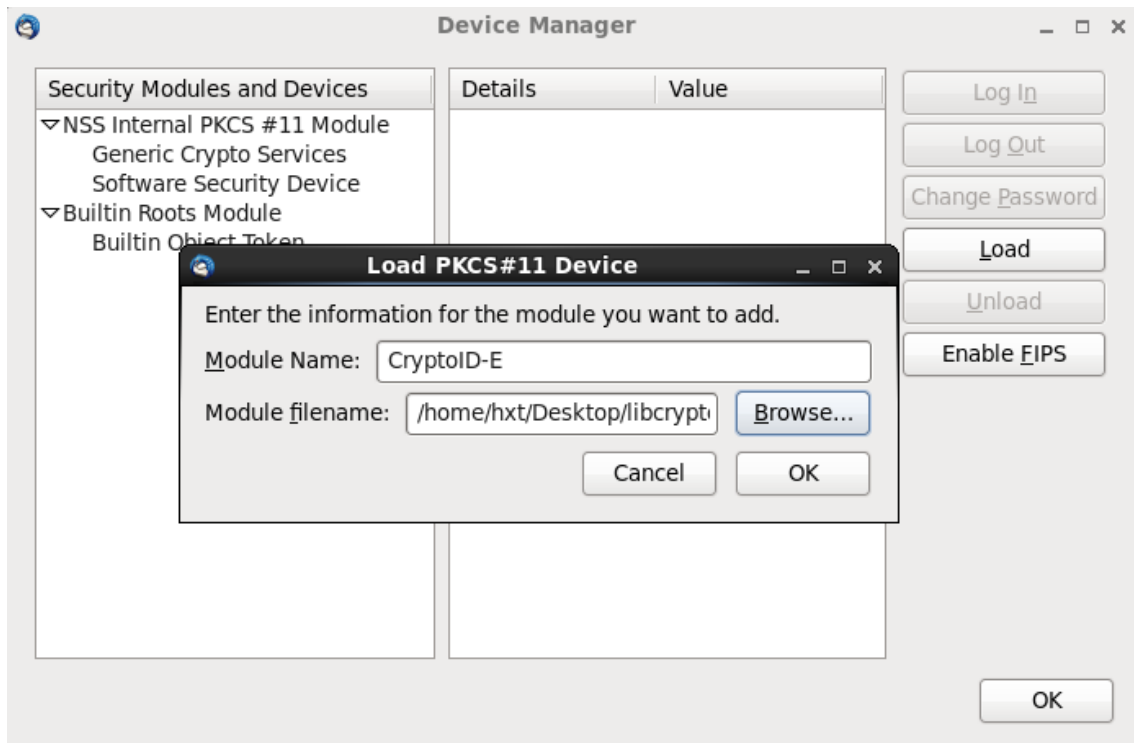 Device Manager
Security Modules and Devices
Details
Value
NSS Internal PKCS #11 Module
Generic Crypto Services
Software Security Device
Builtin Roots Module
Builtin Object Token
Log In
Log Out
Change Password
Load
Unload
Enable FIPS
Load PKCS#11 Device
Enter the information for the module you want to add.
Module Name: CryptoID-E
Module filename: /home/hxt/Desktop/libcrypt Browse...
Cancel OK
OK